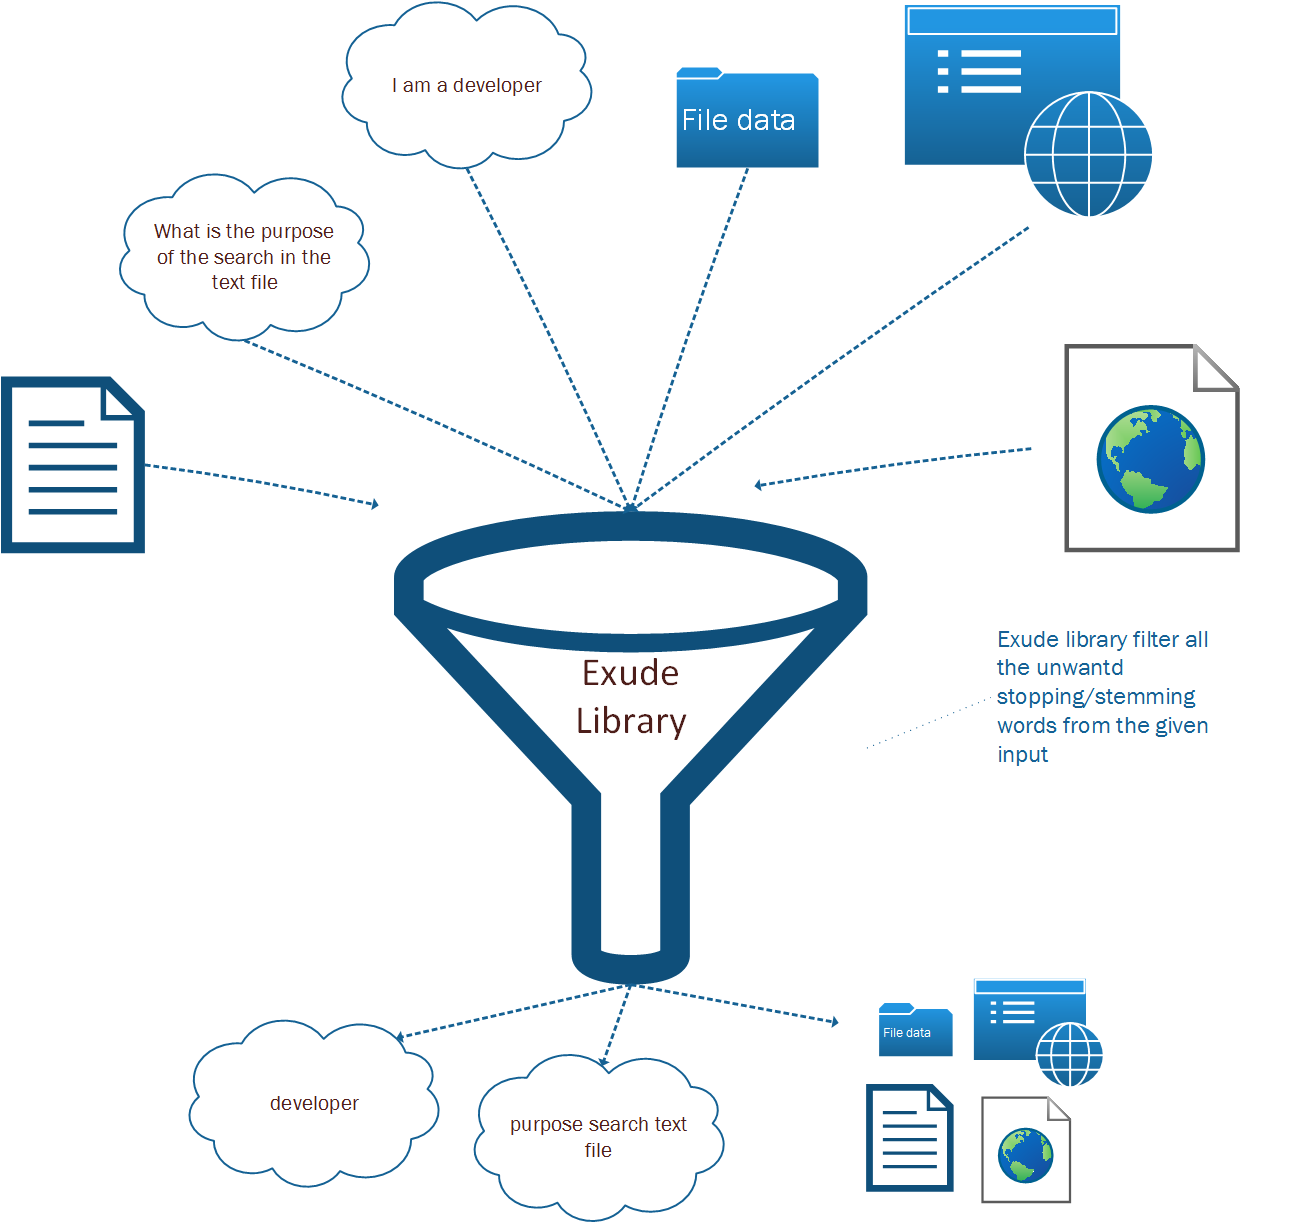 I am a developer
File data
What is the purpose
of the search in the
text file
Exude library filter all
the unwantd
stopping/stemming
words from the given
input
Exude
Library
File data
developer
purpose search text
file